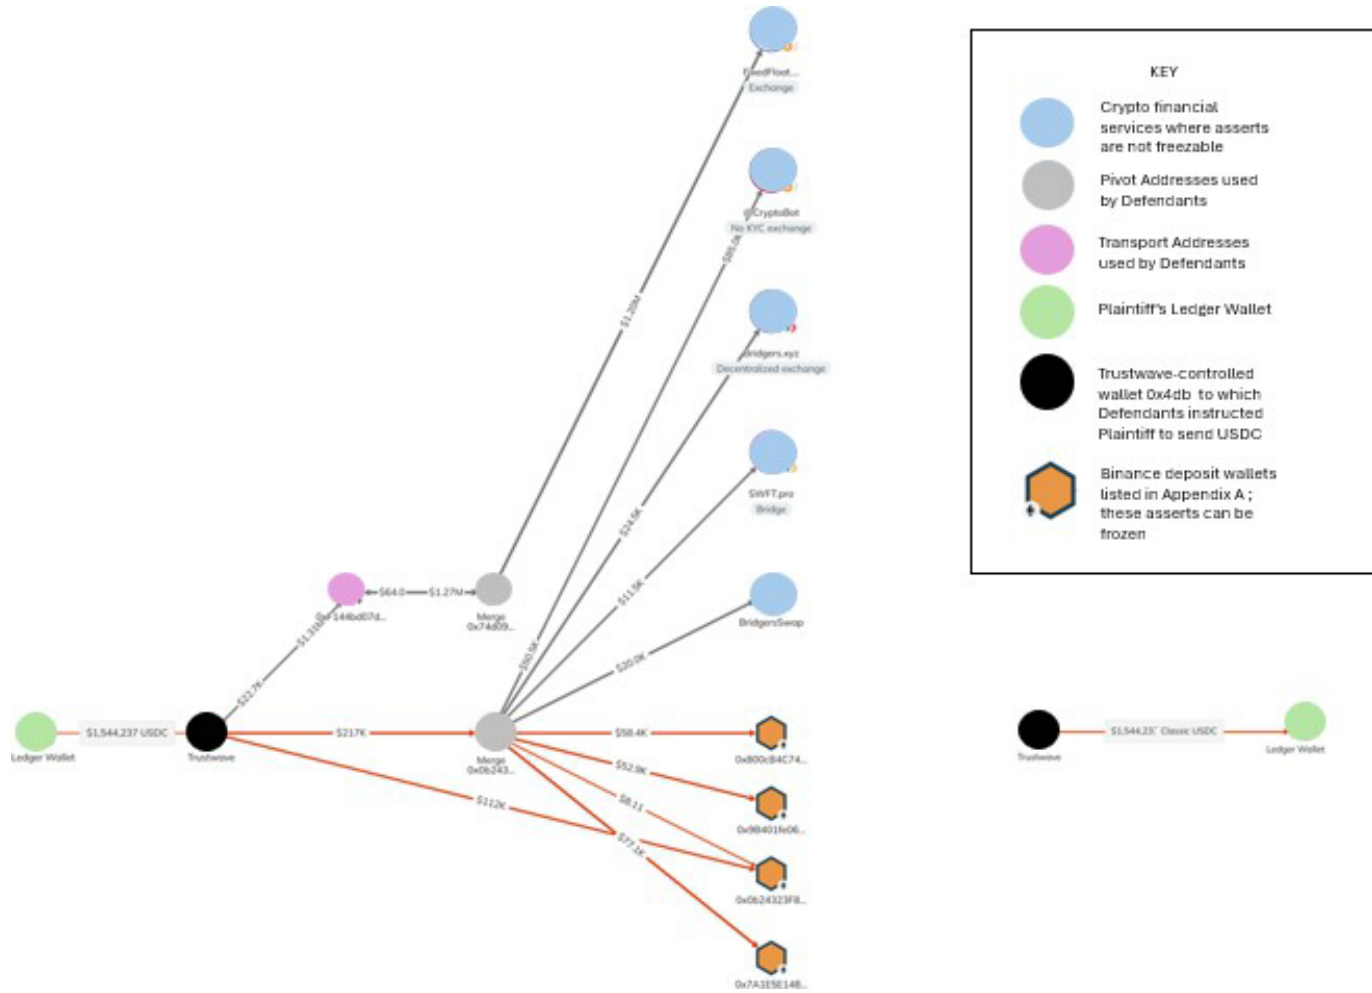 FixedFloat...
Exchange
@CryptoBot
No KYC exchange
$1.20M
Bridgers.xyz
Decentralized exchange
SWFT.pro
Bridge
$24.5K
$11.5K
$64.0
$1.27M
Merge
0x74d09...
BridgersSwap
$20.0K
$22.7K
Ledger Wallet
$1,544,237 USDC
Trustwave
$217K
Merge
0x0b243...
$58.4K
0x800cB4C74...
$52.9K
0x9B401fe06...
$8.11
$112K
$77.1K
0x0b24323F8...
0x7A1E5E14B...
KEY
Crypto financial
services where asserts
are not freezable
Pivot Addresses used
by Defendants
Transport Addresses
used by Defendants
Plaintiff's Ledger Wallet
Trustwave-controlled
wallet 0x4db to which
Defendants instructed
Plaintiff to send USDC
Binance deposit wallets
listed in Appendix A ;
these asserts can be
frozen
Trustwave
Classic USDC
Ledger Wallet